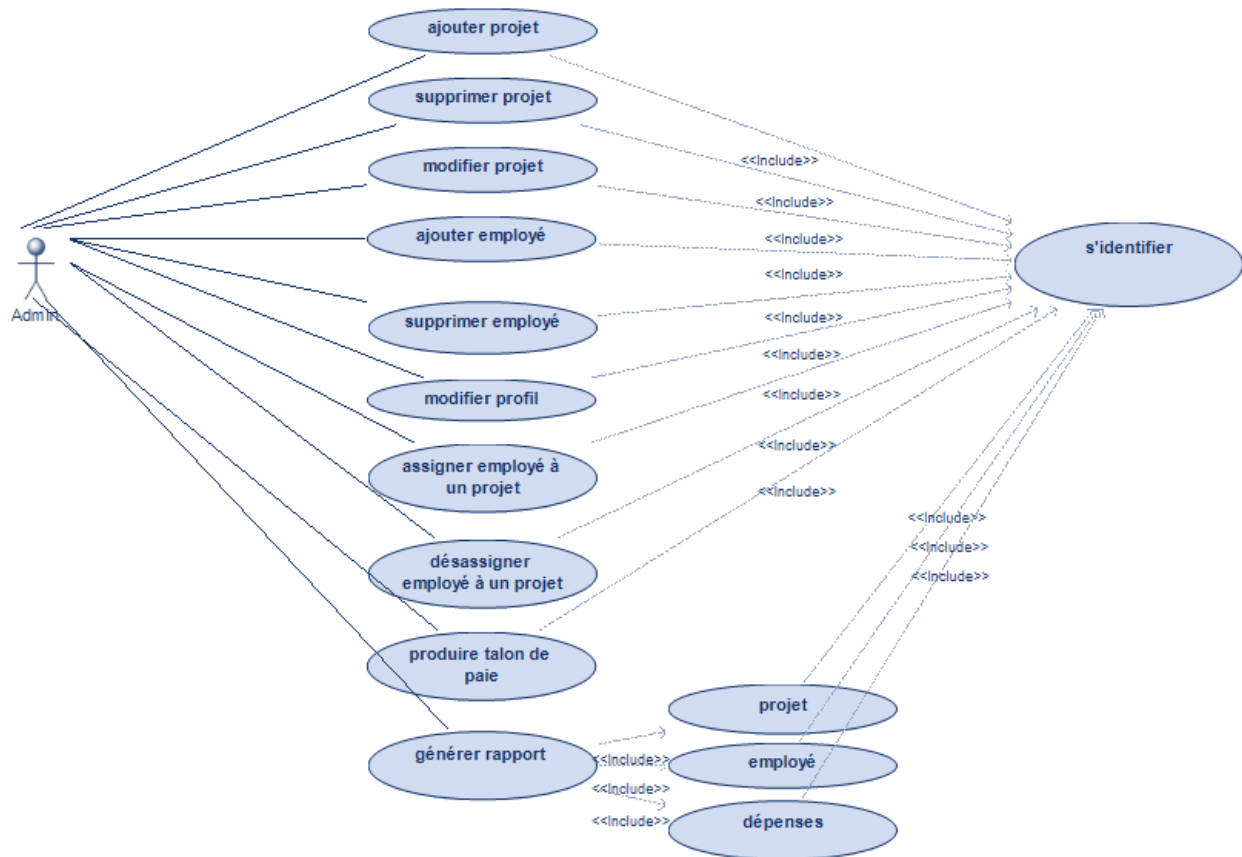 ajouter projet
supprimer projet
<<Include>>
modifier projet
<<Include>>
ajouter employé
<<Include>>
s'identifier
<<Include>>
Admin
supprimer employé
<<Include>>
<<Include>>
modifier profil
<<Include>>
<<Include>>
assigner employé à
un projet
<<Include>>
<<Include>>
<<Include>>
désassigner
employé à un projet
<<Include>>
produire talon de
paie
projet
générer rapport
<<Include>>
employé
<<Include>>
dépenses